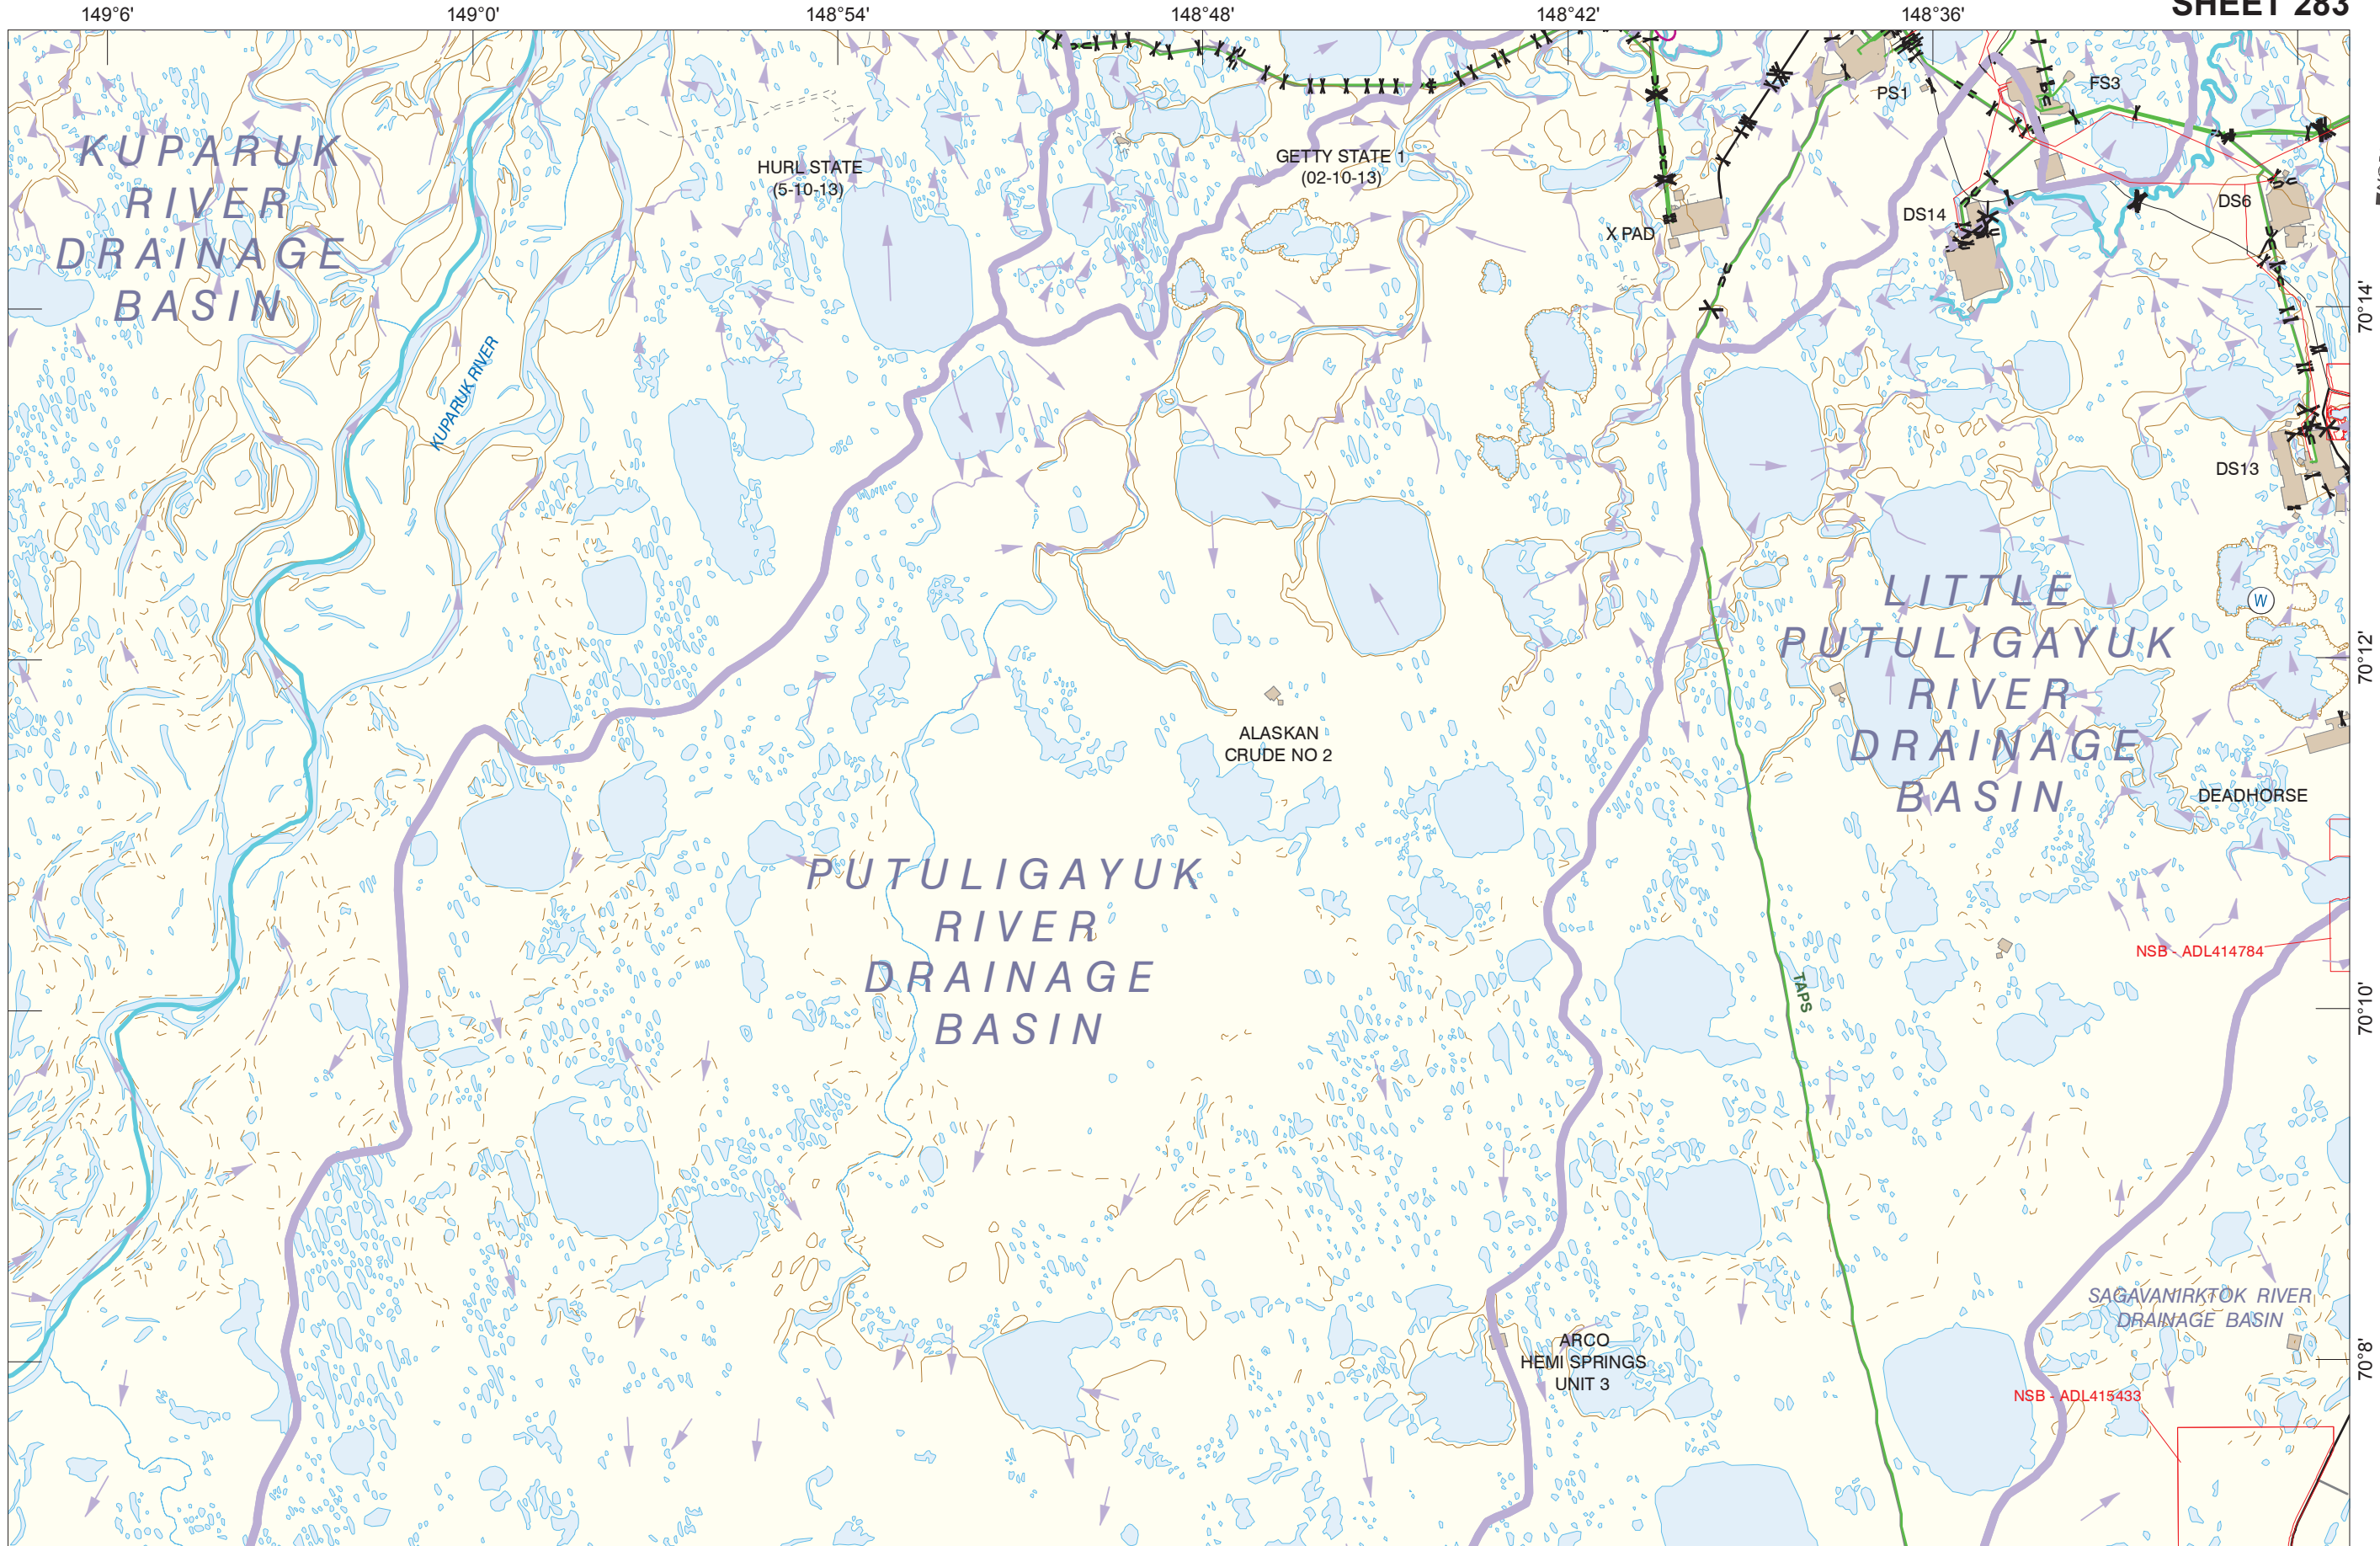 SHEET 283
149°6'
149°0'
148°54'
148°48'
148°42'
148°36'
KUPARUK
RIVER
DRAINAGE
BASIN
HURL STATE
(5-10-13)
GETTY STATE 1
(02-10-13)
PS1
FS3
X PAD
DS14
DS6
70°14'
KUPARUK RIVER
DS13
LITTLE
PUTULIGAYUK
RIVER
DRAINAGE
BASIN
W
70°12'
ALASKAN
CRUDE NO 2
DEADHORSE
PUTULIGAYUK
RIVER
DRAINAGE
BASIN
NSB - ADL414784
TAPS
70°10'
SAGAVANIRKTOK RIVER
DRAINAGE BASIN
ARCO
HEMI SPRINGS
UNIT 3
70°8'
NSB - ADL415433